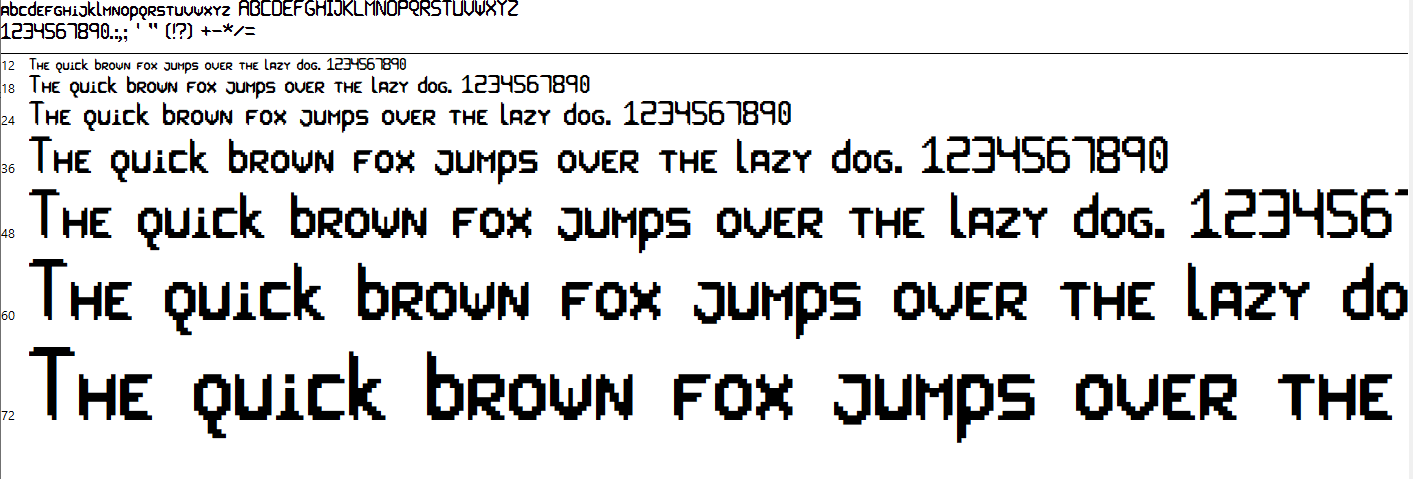 abcdefghijklmnopqrstuvwxyz ABCDEFGHIJKLMNOPQRSTUVWXYZ
1234567890.:,; ' " (!?) +-*/=
12 The quick brown fox jumps over the lazy dog. 1234567890
18 The quick brown fox jumps over the lazy dog. 1234567890
24 The quick brown fox jumps over the lazy dog. 1234567890
36 The quick brown fox jumps over the lazy dog. 1234567890
48 The quick brown fox jumps over the lazy dog. 123456
60 The quick brown fox jumps over the lazy do
72 The quick brown fox jumps over the